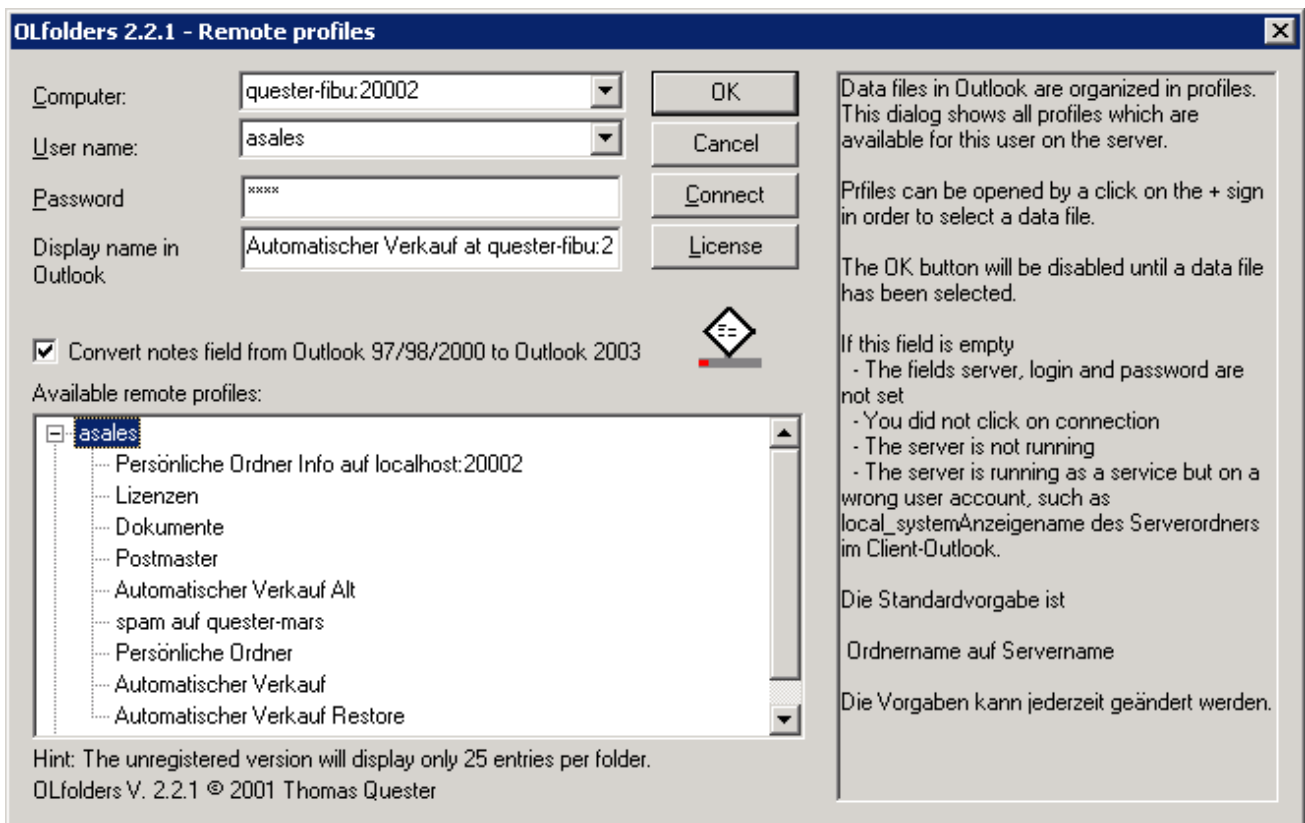 OLfolders 2.2.1 - Remote profiles
Computer:
quester-fibu:20002
OK
User name:
asales
Cancel
Password
****
Connect
Display name in
Outlook
Automatischer Verkauf at quester-fibu:2
License
Convert notes field from Outlook 97/98/2000 to Outlook 2003
Available remote profiles:
asales
Persönliche Ordner Info auf localhost:20002
Lizenzen
Dokumente
Postmaster
Automatischer Verkauf Alt
spam auf quester-mars
Persönliche Ordner
Automatischer Verkauf
Automatischer Verkauf Restore
Hint: The unregistered version will display only 25 entries per folder.
OLfolders V. 2.2.1 © 2001 Thomas Quester
Data files in Outlook are organized in profiles.
This dialog shows all profiles which are
available for this user on the server.
Prfiles can be opened by a click on the + sign
in order to select a data file.
The OK button will be disabled until a data file
has been selected.
If this field is empty
- The fields server, login and password are
not set
- You did not click on connection
- The server is not running
- The server is running as a service but on a
wrong user account, such as
local_systemAnzeigename des Serverordners
im Client-Outlook.
Die Standardvorgabe ist
Ordnername auf Servername
Die Vorgaben kann jederzeit geändert werden.